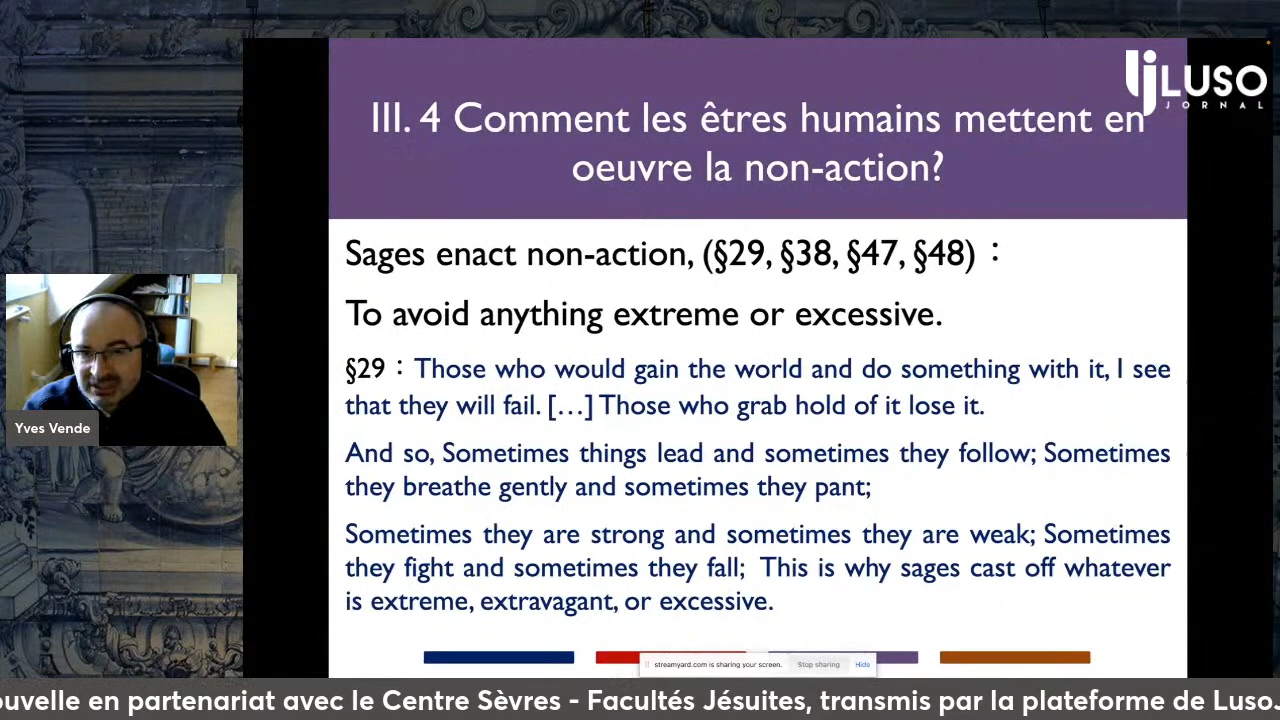 LUSO
JORNAL
III. 4 Comment les êtres humains mettent en
oeuvre la non-action?
Sages enact non-action, (§29, §38, §47, §48)：
To avoid anything extreme or excessive.
§29：Those who would gain the world and do something with it, I see
that they will fail. […] Those who grab hold of it lose it.
And so, Sometimes things lead and sometimes they follow; Sometimes
they breathe gently and sometimes they pant;
Sometimes they are strong and sometimes they are weak; Sometimes
they fight and sometimes they fall; This is why sages cast off whatever
is extreme, extravagant, or excessive.
Yves Vende
streamyard.com is sharing your screen. Stop sharing Hide
ouvelle en partenariat avec le Centre Sèvres - Facultés Jésuites, transmis par la plateforme de Luso